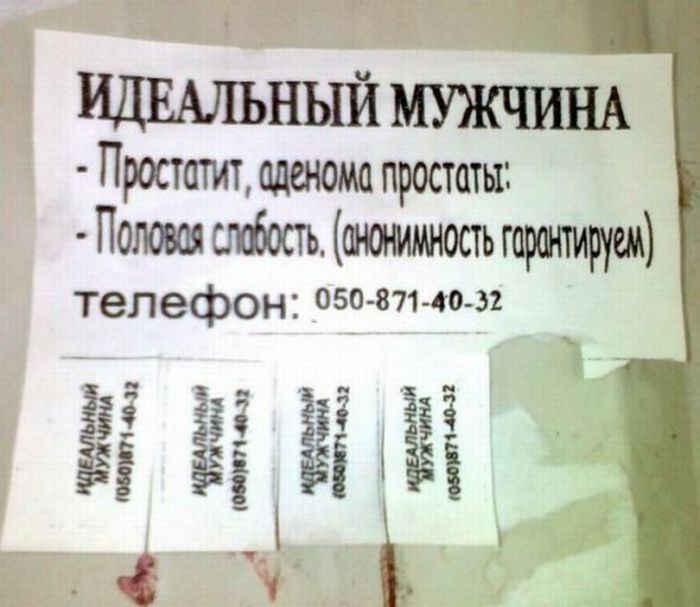 ИДЕАЛЬНЫЙ МУЖЧИНА
- Простатит, аденома простаты:
- Половая слабость. (анонимность гарантируем)
телефон: 050-871-40-32
ИДЕАЛЬНЫЙ
МУЖЧИНА
(050)871-40-32
ИДЕАЛЬНЫЙ
МУЖЧИНА
(050)871-40-32
ИДЕАЛЬНЫЙ
МУЖЧИНА
(050)871-40-32
ИДЕАЛЬНЫЙ
МУЖЧИНА
(050)871-40-32